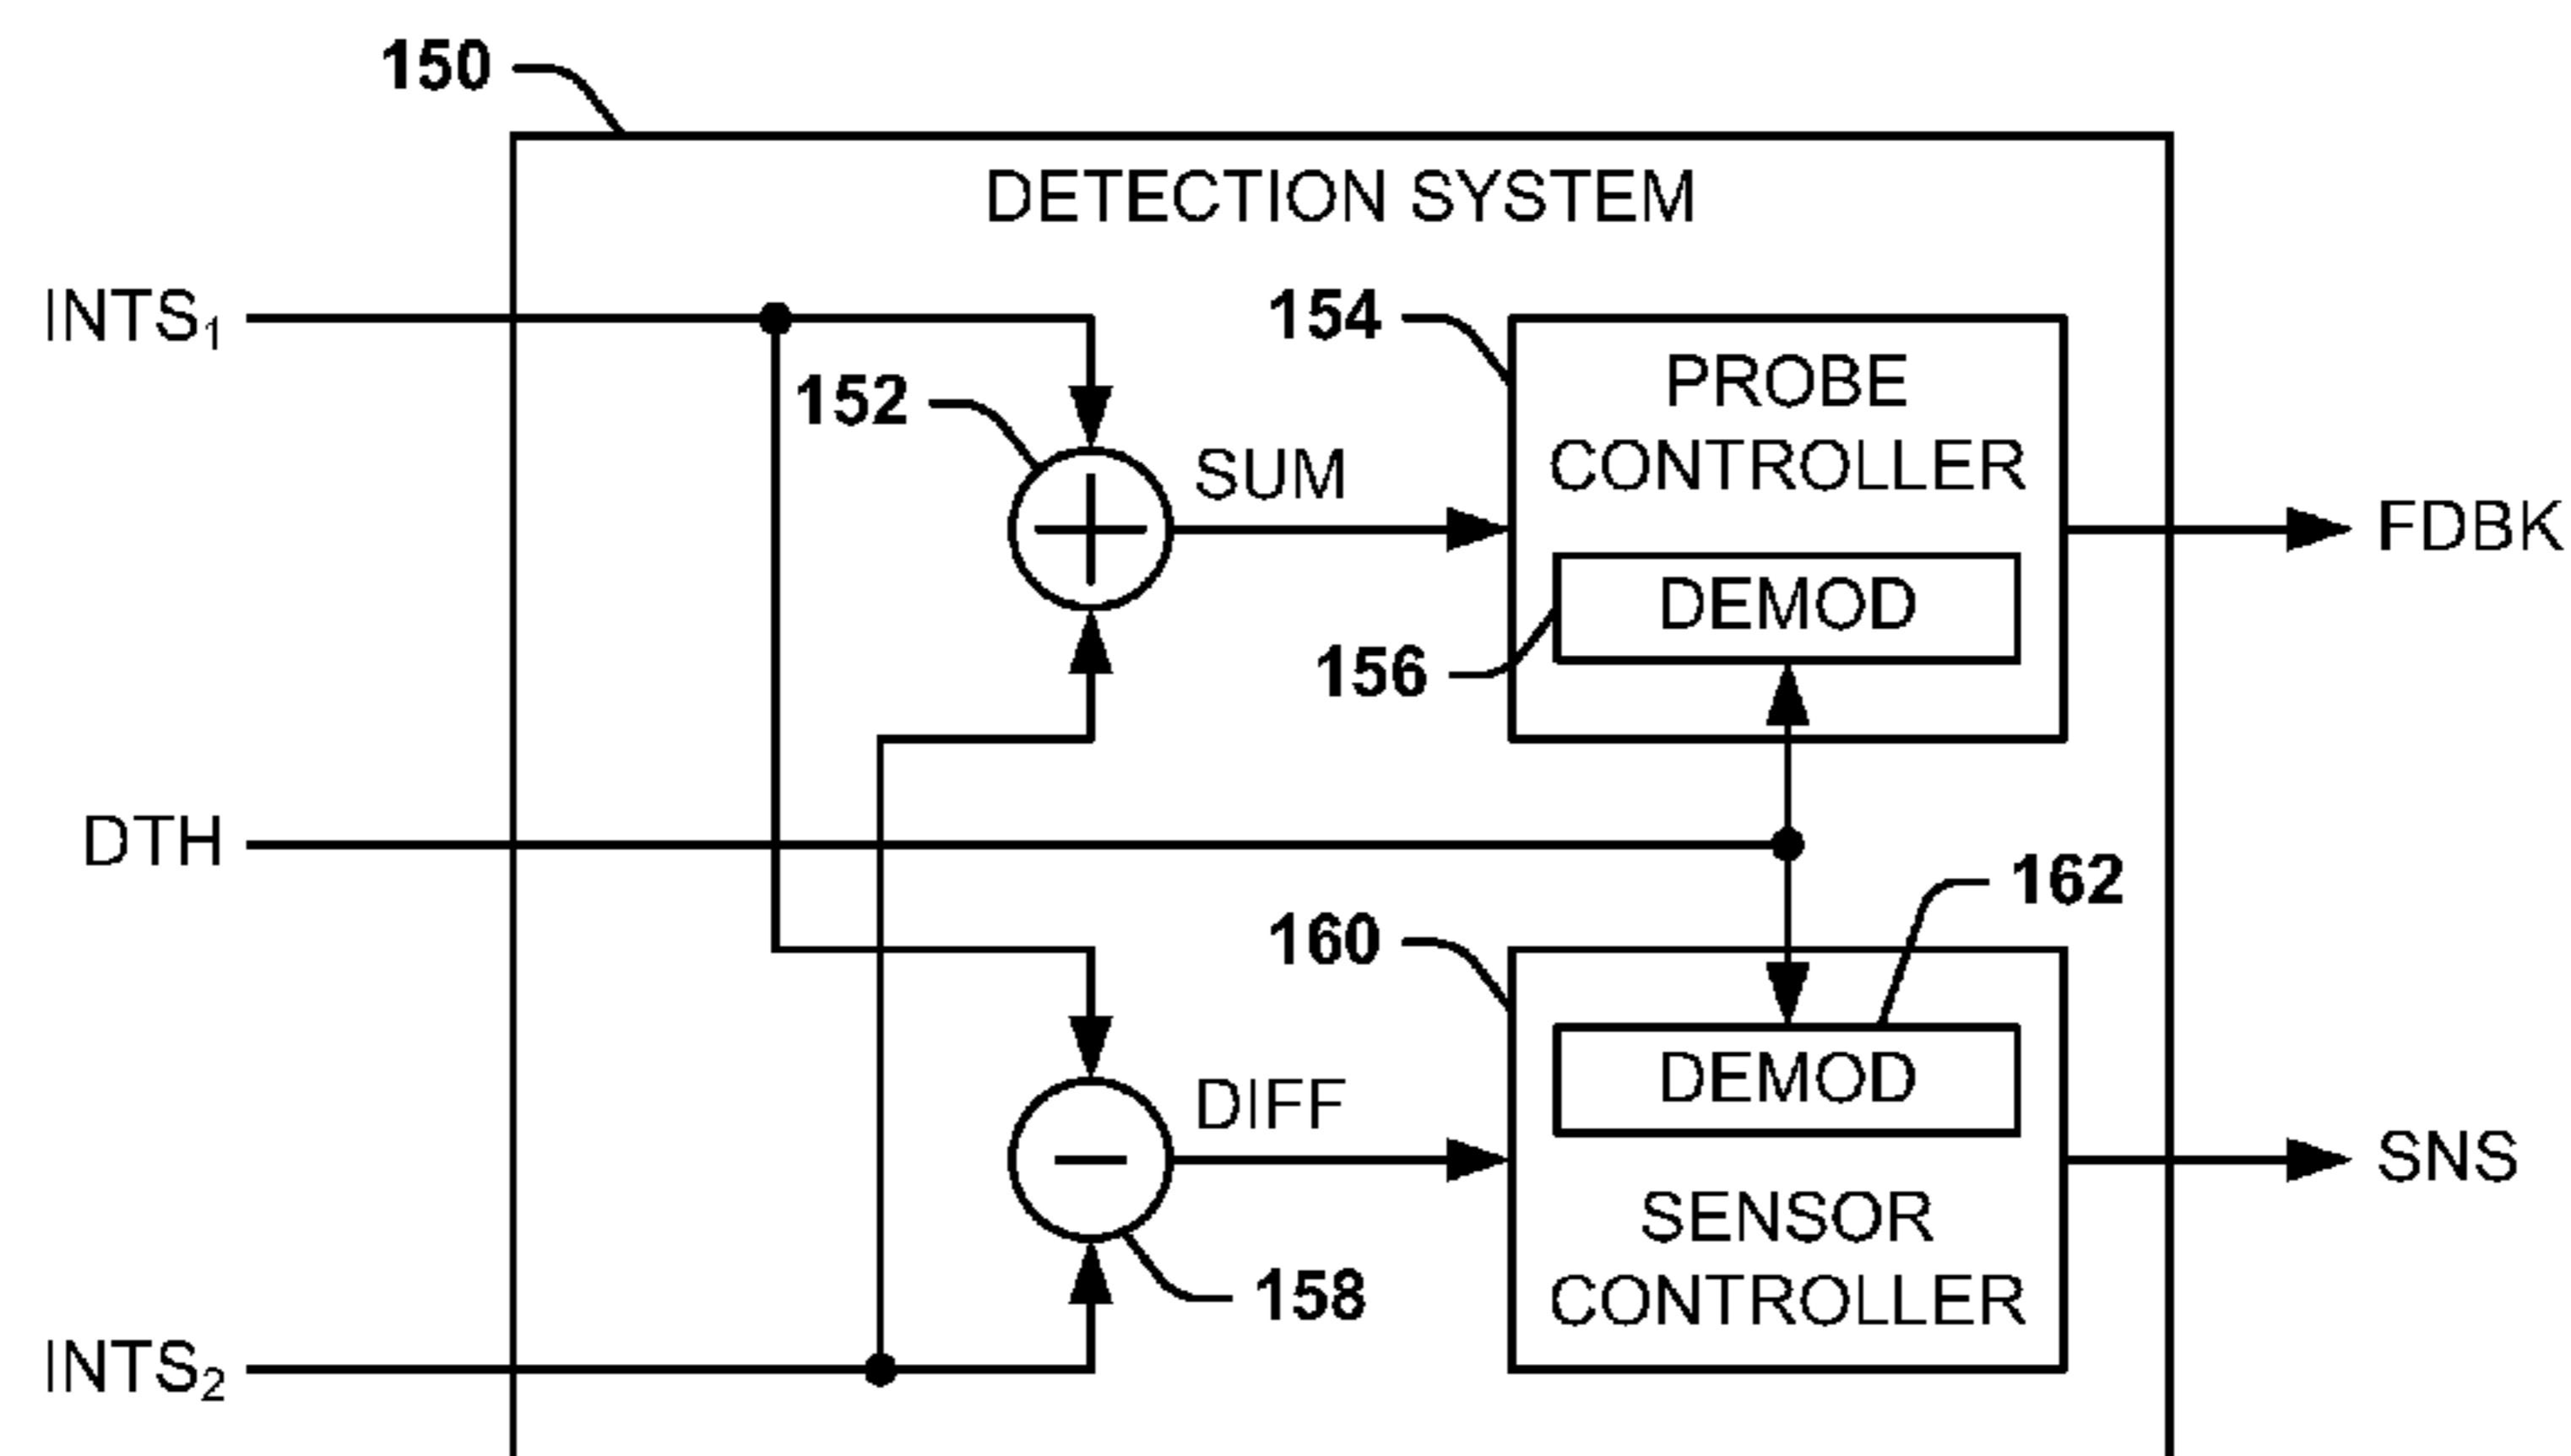 150
DETECTION SYSTEM
INTS₁
152
SUM
154
PROBE
CONTROLLER
DEMOD
156
FDBK
DTH
162
160
DEMOD
SENSOR
CONTROLLER
DIFF
158
SNS
INTS₂